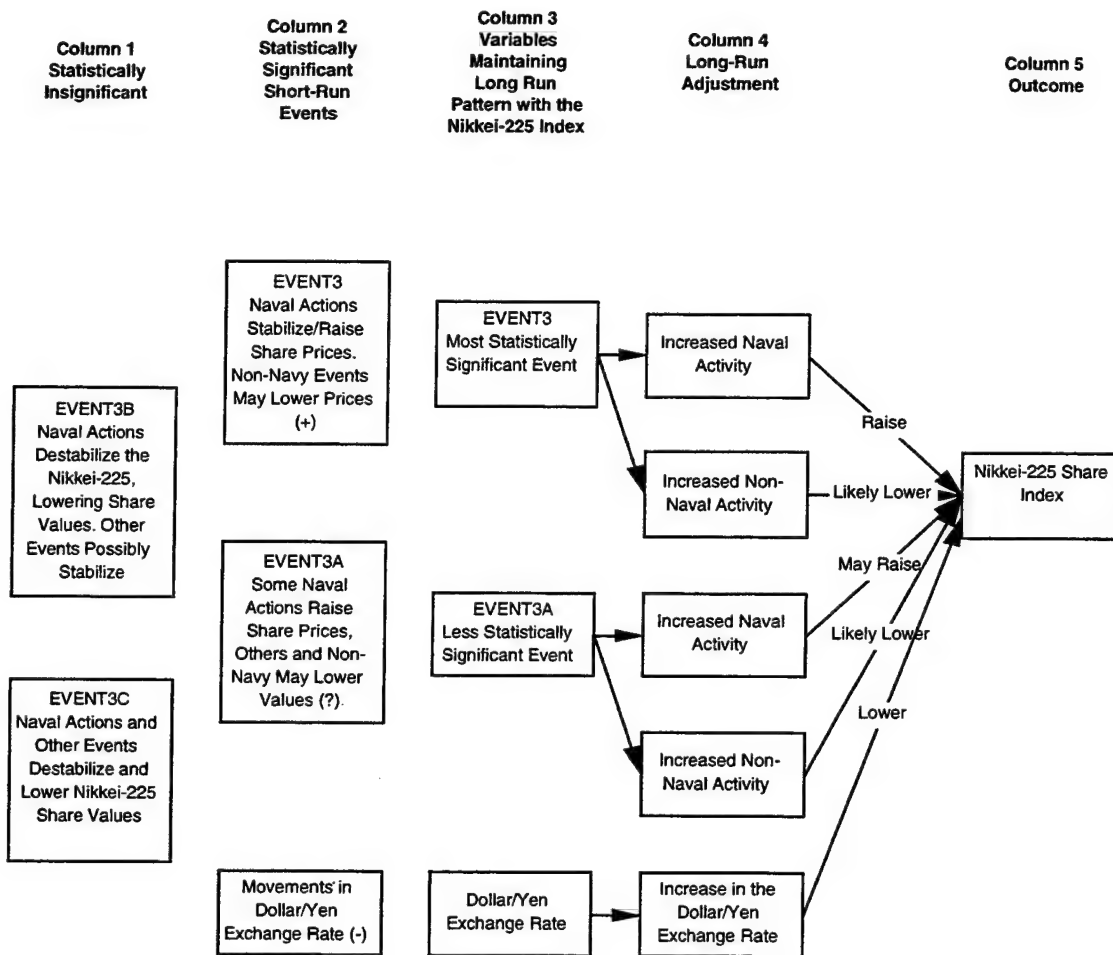 Column 1
Statistically
Insignificant
Column 2
Statistically
Significant
Short-Run
Events
Column 3
Variables
Maintaining
Long Run
Pattern with the
Nikkei-225 Index
Column 4
Long-Run
Adjustment
Column 5
Outcome
EVENT3B
Naval Actions
Destabilize the
Nikkei-225,
Lowering Share
Values. Other
Events Possibly
Stabilize
EVENT3C
Naval Actions and
Other Events
Destabilize and
Lower Nikkei-225
Share Values
EVENT3
Naval Actions
Stabilize/Raise
Share Prices.
Non-Navy Events
May Lower Prices
(+)
EVENT3A
Some Naval
Actions Raise
Share Prices,
Others and Non-
Navy May Lower
Values (?).
Movements in
Dollar/Yen
Exchange Rate (-)
EVENT3
Most Statistically
Significant Event
EVENT3A
Less Statistically
Significant Event
Dollar/Yen
Exchange Rate
Increased Naval
Activity
Increased Non-
Naval Activity
Increased Naval
Activity
Increased Non-
Naval Activity
Increase in the
Dollar/Yen
Exchange Rate
Raise
Likely Lower
May Raise
Likely Lower
Lower
Nikkei-225 Share
Index